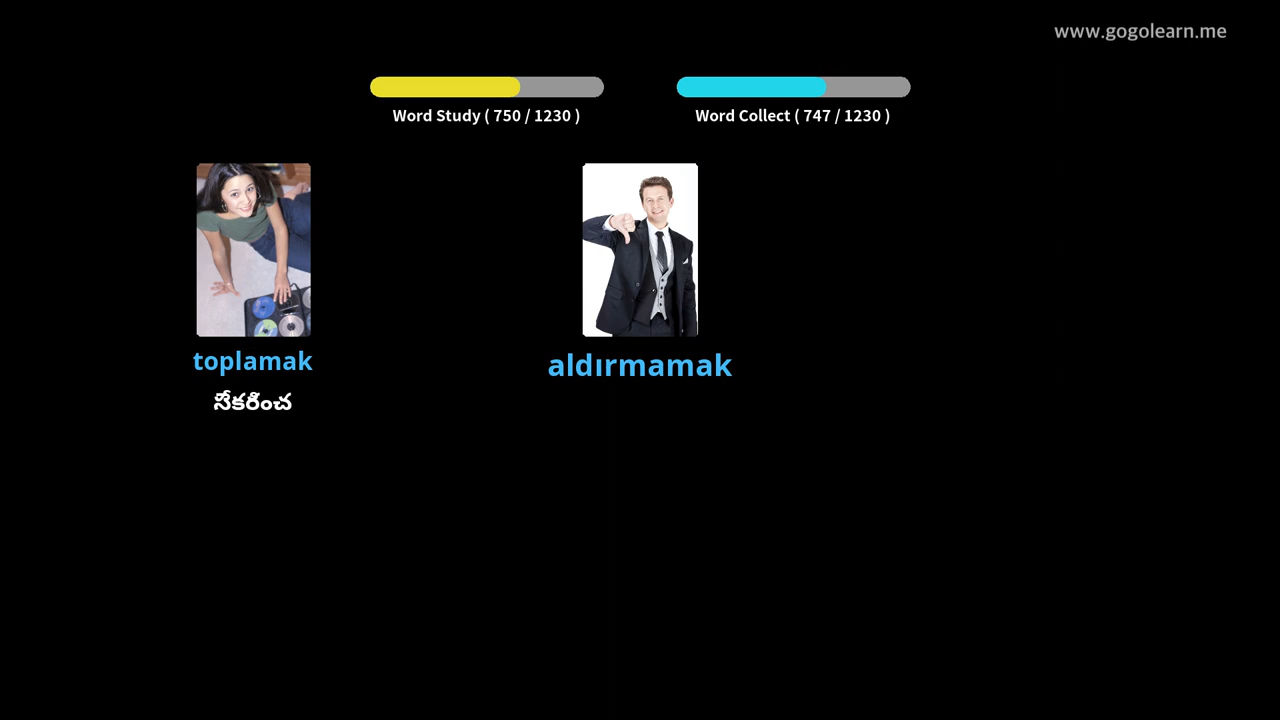 www.gogolearn.me
Word Study ( 750 / 1230 )
Word Collect ( 747 / 1230 )
toplamak
సేకరించ
aldırmamak